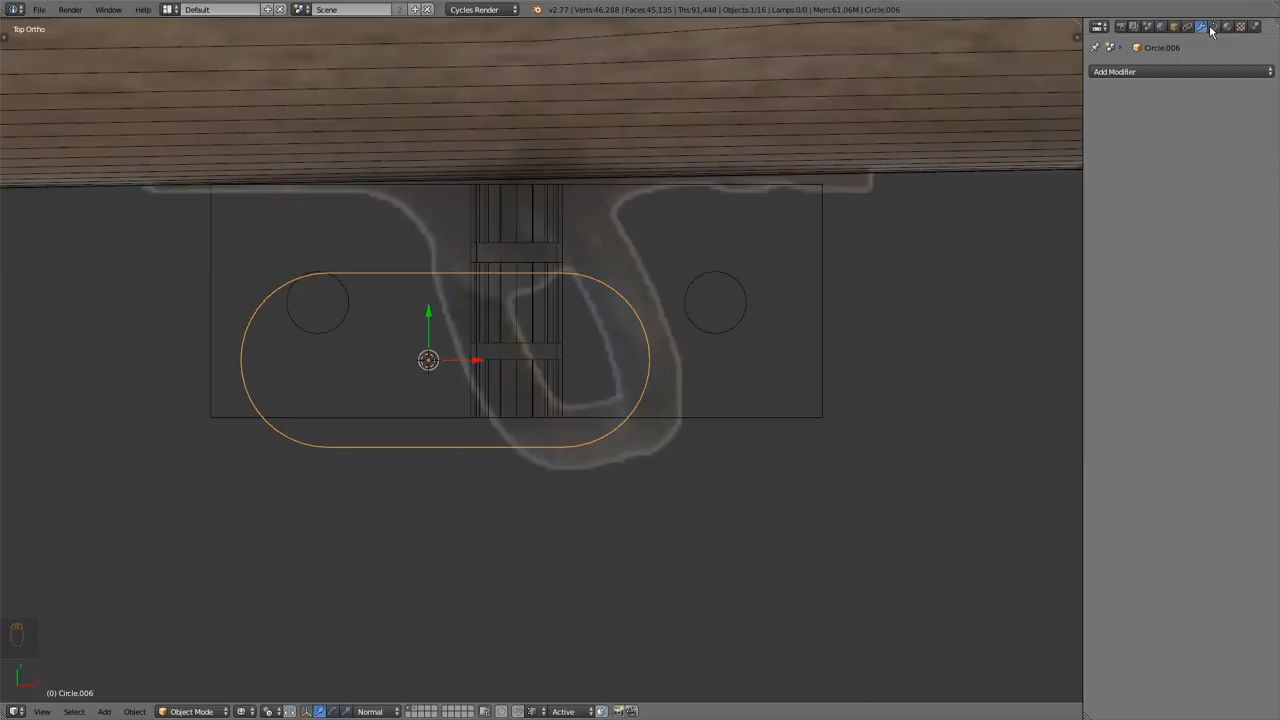 File Render Window Help Default Scene 2 Cycles Render v2.77 | Verts:46,288 | Faces:45,135 | Tris:91,448 | Objects:1/16 | Lamps:0/0 | Mem:61.06M | Circle.006
Top Ortho
Circle.006
Add Modifier
(0) Circle.006
View Select Add Object Object Mode Normal Active